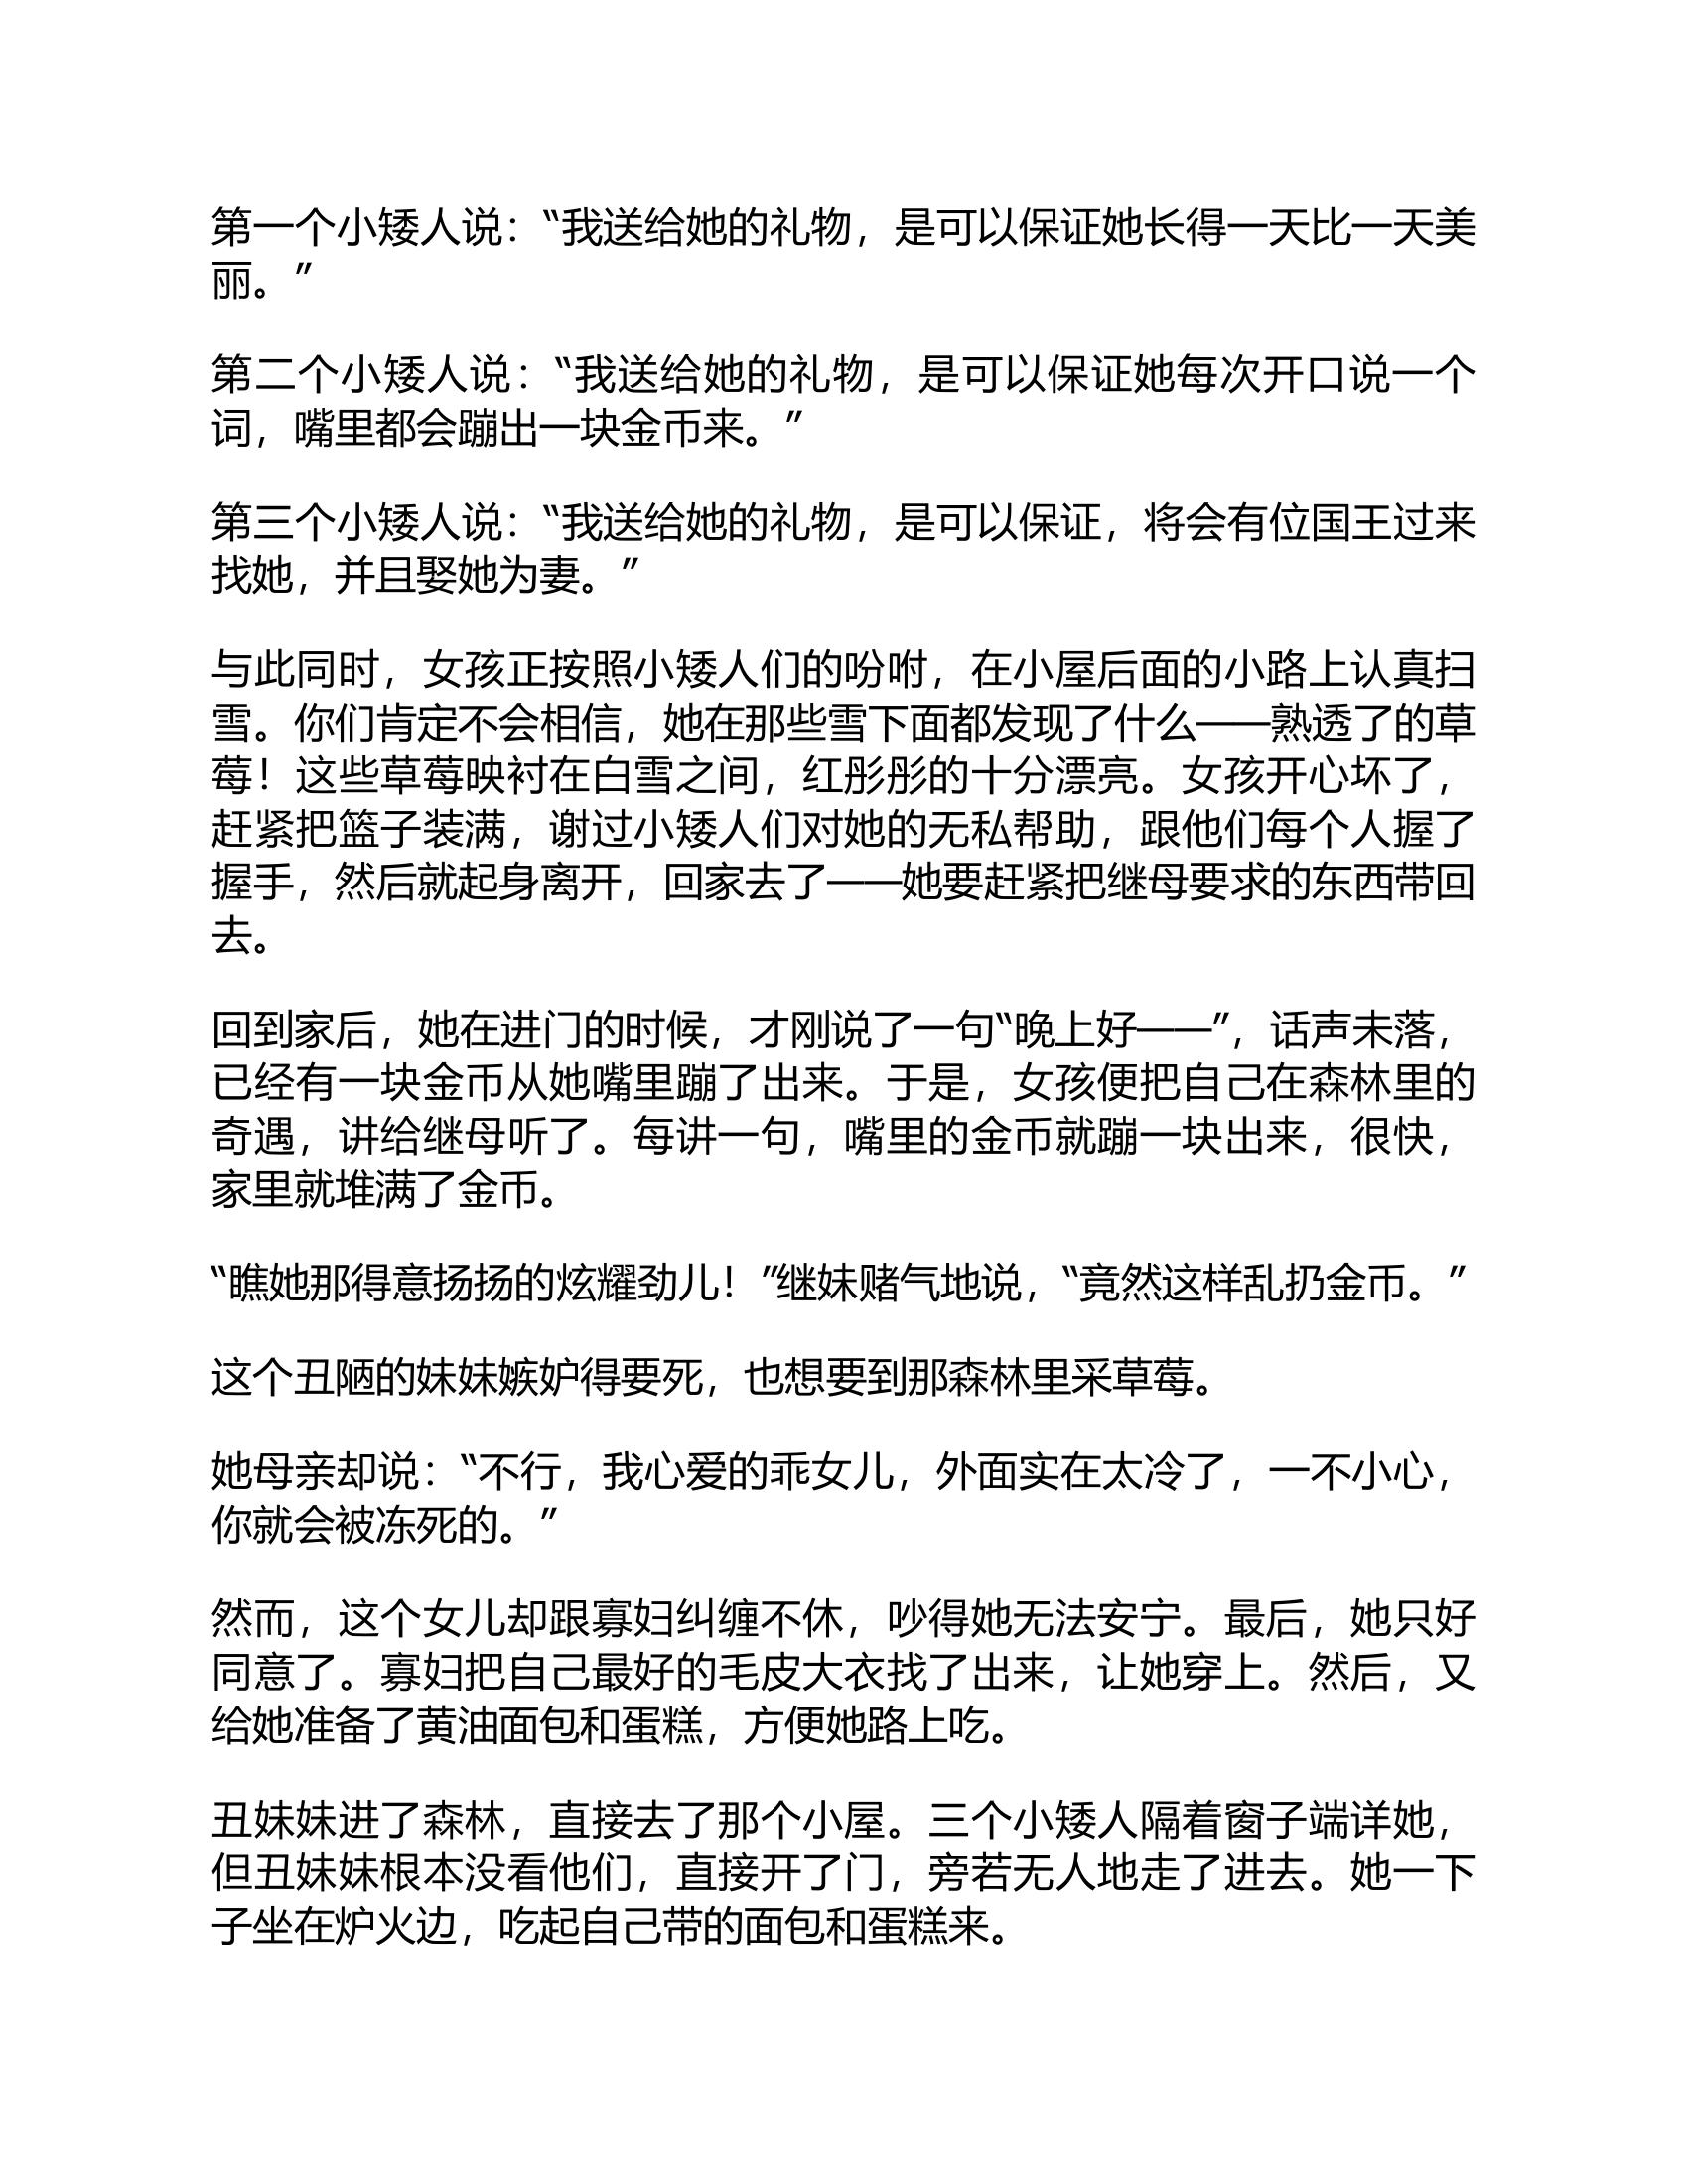 第一个小矮人说：“我送给她的礼物，是可以保证她长得一天比一天美
丽。”
第二个小矮人说：“我送给她的礼物，是可以保证她每次开口说一个
词，嘴里都会蹦出一块金币来。”
第三个小矮人说：“我送给她的礼物，是可以保证，将会有位国王过来
找她，并且娶她为妻。”
与此同时，女孩正按照小矮人们的吩咐，在小屋后面的小路上认真扫
雪。你们肯定不会相信，她在那些雪下面都发现了什么——熟透了的草
莓！这些草莓映衬在白雪之间，红彤彤的十分漂亮。女孩开心坏了，
赶紧把篮子装满，谢过小矮人们对她的无私帮助，跟他们每个人握了
握手，然后就起身离开，回家去了——她要赶紧把继母要求的东西带回
去。
回到家后，她在进门的时候，才刚说了一句“晚上好——”，话声未落，
已经有一块金币从她嘴里蹦了出来。于是，女孩便把自己在森林里的
奇遇，讲给继母听了。每讲一句，嘴里的金币就蹦一块出来，很快，
家里就堆满了金币。
“瞧她那得意扬扬的炫耀劲儿！”继妹赌气地说，“竟然这样乱扔金币。”
这个丑陋的妹妹嫉妒得要死，也想要到那森林里采草莓。
她母亲却说：“不行，我心爱的乖女儿，外面实在太冷了，一不小心，
你就会被冻死的。”
然而，这个女儿却跟寡妇纠缠不休，吵得她无法安宁。最后，她只好
同意了。寡妇把自己最好的毛皮大衣找了出来，让她穿上。然后，又
给她准备了黄油面包和蛋糕，方便她路上吃。
丑妹妹进了森林，直接去了那个小屋。三个小矮人隔着窗子端详她，
但丑妹妹根本没看他们，直接开了门，旁若无人地走了进去。她一下
子坐在炉火边，吃起自己带的面包和蛋糕来。